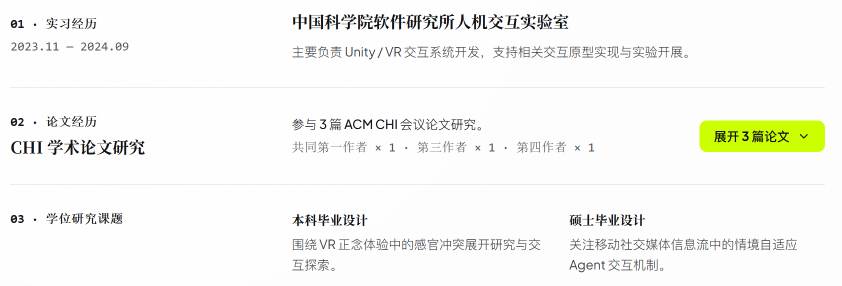 01 · 实习经历
2023.11 — 2024.09
中国科学院软件研究所人机交互实验室
主要负责 Unity / VR 交互系统开发，支持相关交互原型实现与实验开展。
02 · 论文经历
CHI 学术论文研究
参与 3 篇 ACM CHI 会议论文研究。
共同第一作者 × 1 · 第三作者 × 1 · 第四作者 × 1
展开 3 篇论文
03 · 学位研究课题
本科毕业设计
围绕 VR 正念体验中的感官冲突展开研究与交
互探索。
硕士毕业设计
关注移动社交媒体信息流中的情境自适应
Agent 交互机制。